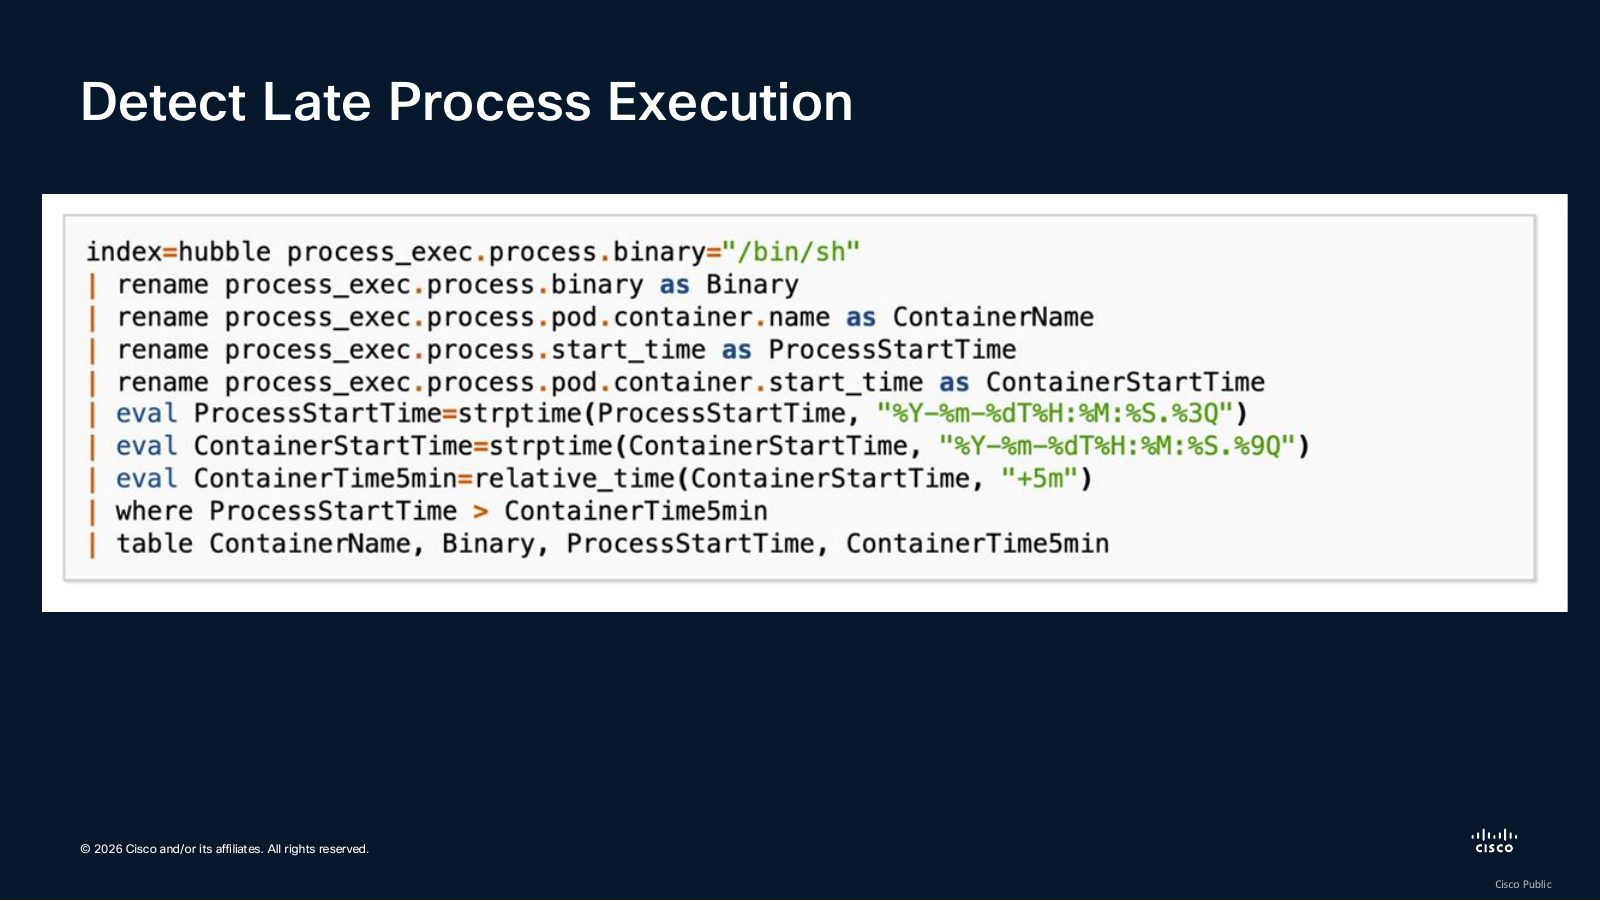 Detect Late Process Execution
index=hubble process_exec.process.binary="/bin/sh"
| rename process_exec.process.binary as Binary
| rename process_exec.process.pod.container.name as ContainerName
| rename process_exec.process.start_time as ProcessStartTime
| rename process_exec.process.pod.container.start_time as ContainerStartTime
| eval ProcessStartTime=strptime(ProcessStartTime, "%Y-%m-%dT%H:%M:%S.%3Q")
| eval ContainerStartTime=strptime(ContainerStartTime, "%Y-%m-%dT%H:%M:%S.%9Q")
| eval ContainerTime5min=relative_time(ContainerStartTime, "+5m")
| where ProcessStartTime > ContainerTime5min
| table ContainerName, Binary, ProcessStartTime, ContainerTime5min
© 2026 Cisco and/or its affiliates. All rights reserved.
CISCO
Cisco Public